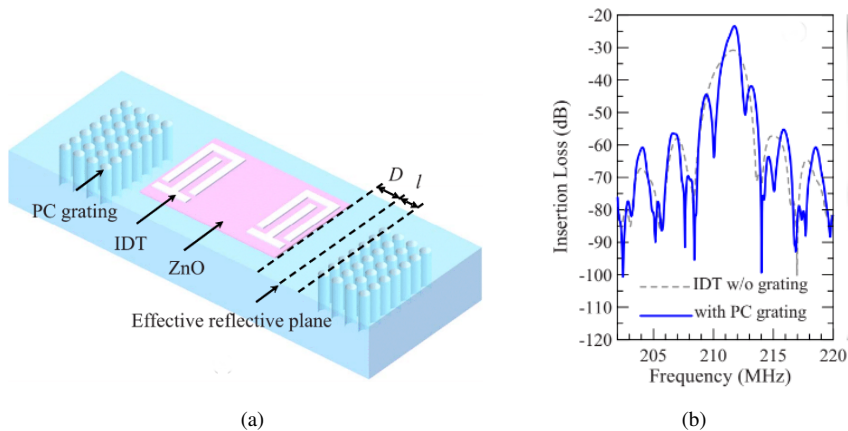 D
l
PC grating
IDT
ZnO
Effective reflective plane
(a)
-20
-30
-40
-50
-60
-70
-80
-90
-100
-110
-120
Insertion Loss (dB)
IDT w/o grating
with PC grating
205 210 215 220
Frequency (MHz)
(b)